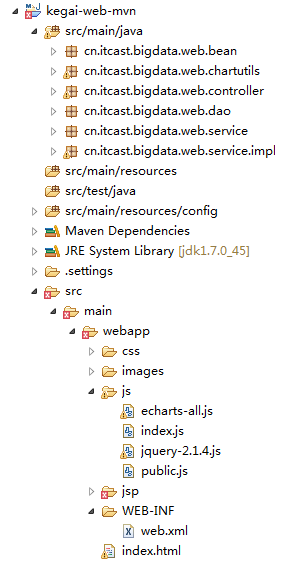 kegai-web-mvn
src/main/java
cn.itcast.bigdata.web.bean
cn.itcast.bigdata.web.chartutils
cn.itcast.bigdata.web.controller
cn.itcast.bigdata.web.dao
cn.itcast.bigdata.web.service
cn.itcast.bigdata.web.service.impl
src/main/resources
src/test/java
src/main/resources/config
Maven Dependencies
JRE System Library [jdk1.7.0_45]
.settings
src
main
webapp
css
images
js
echarts-all.js
index.js
jquery-2.1.4.js
public.js
jsp
WEB-INF
web.xml
index.html